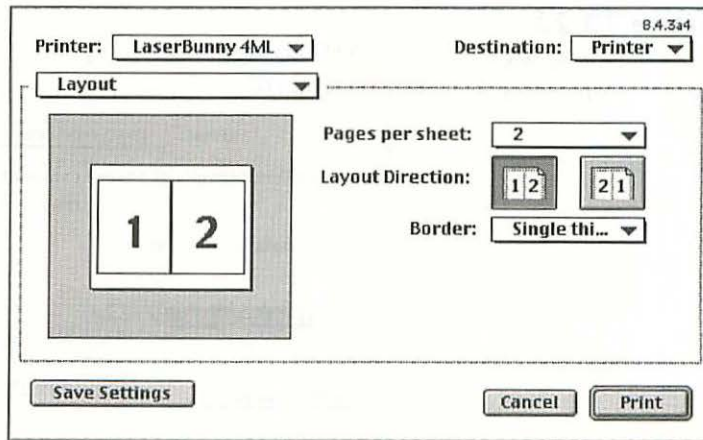 8.4.3a4
Printer: LaserBunny 4ML Destination: Printer
Layout
Pages per sheet: 2
1 2
Layout Direction: 1 2 2 1
Border: Single thi...
Save Settings Cancel Print